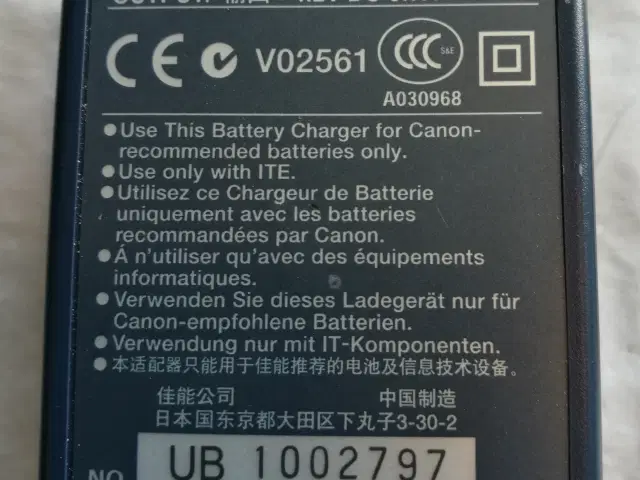 CE V02561 CCC S&E
A030968
●Use This Battery Charger for Canon-
recommended batteries only.
●Use only with ITE.
●Utilisez ce Chargeur de Batterie
uniquement avec les batteries
recommandées par Canon.
●Á n'utiliser qu'avec des équipements
informatiques.
●Verwenden Sie dieses Ladegerät nur für
Canon-empfohlene Batterien.
●Verwendung nur mit IT-Komponenten.
●本适配器只能用于佳能推荐的电池及信息技术设备。
佳能公司 中国制造
日本国东京都大田区下丸子3-30-2
NO. UB 1002797